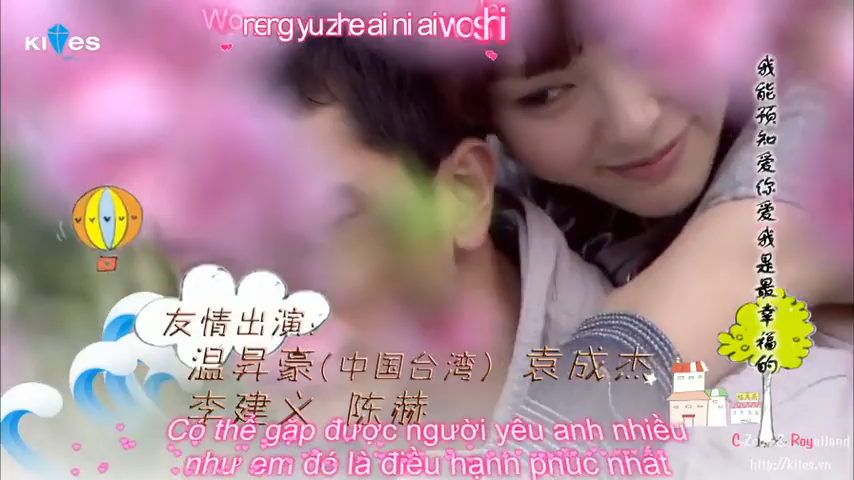 KiTES
Wo neng yu zhe ai ni ai wo shi
我能预知爱你爱我是最幸福的
友情出演:
温昇豪(中国台湾) 袁成杰
李建义 陈赫
Có thể gặp được người yêu anh nhiều
như em đó là điều hạnh phúc nhất
http://kites.vn